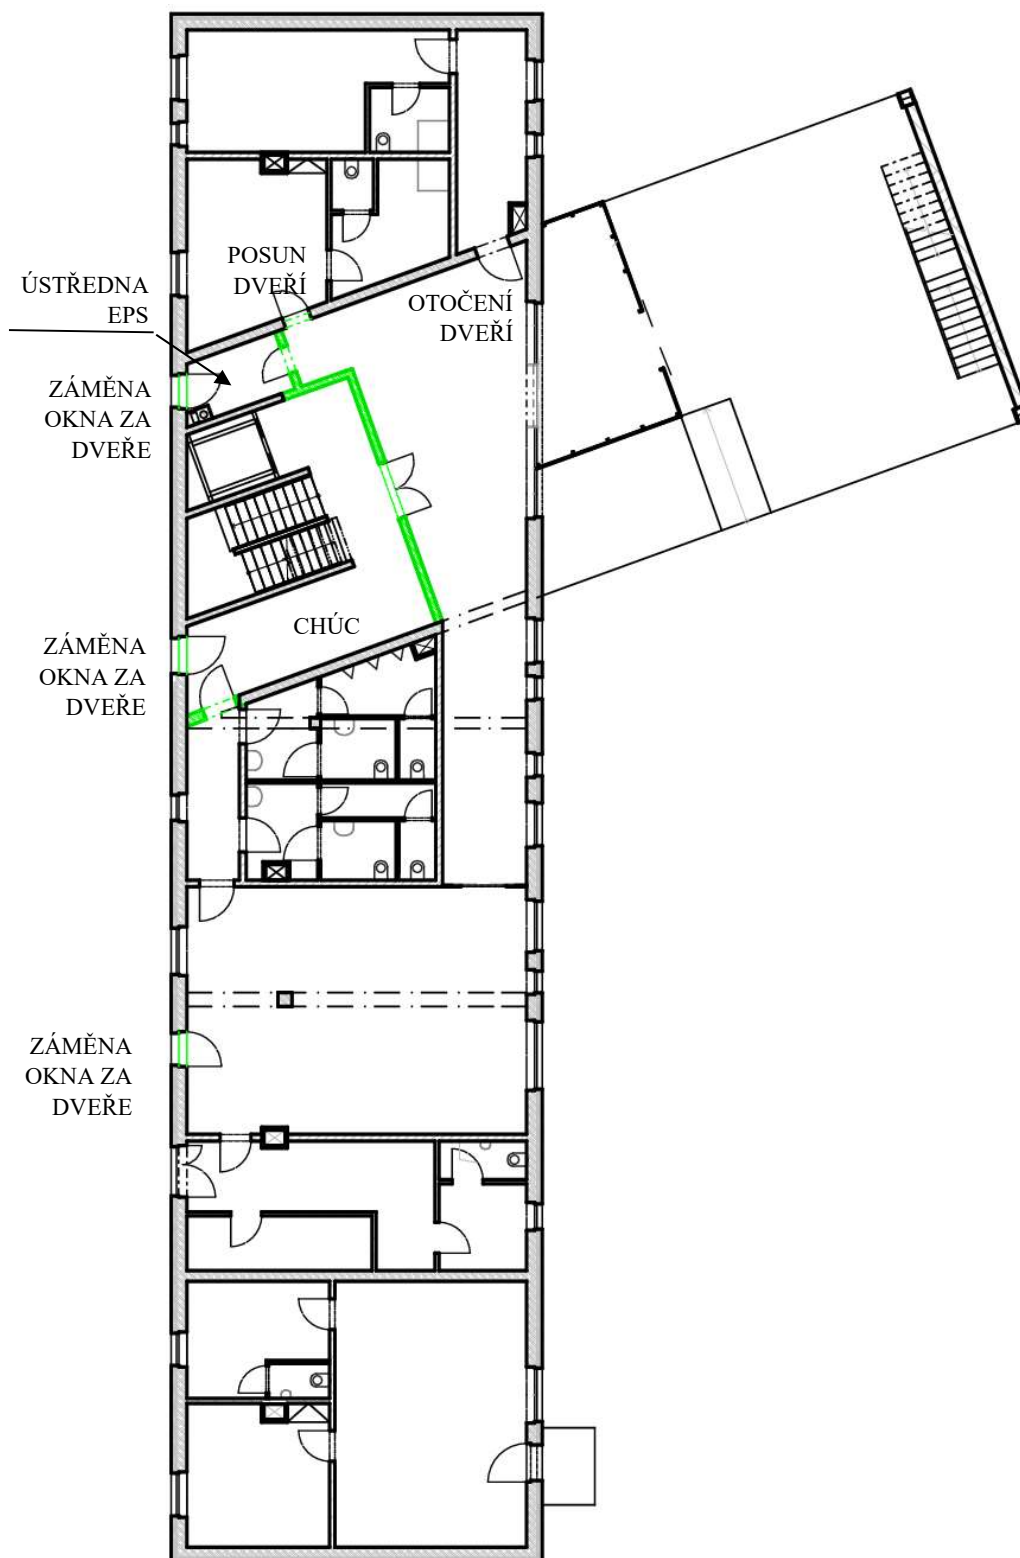 POSUN
DVEŘÍ
ÚSTŘEDNA
EPS
OTOČENÍ
DVEŘÍ
ZÁMĚNA
OKNA ZA
DVEŘE
CHÚC
ZÁMĚNA
OKNA ZA
DVEŘE
ZÁMĚNA
OKNA ZA
DVEŘE